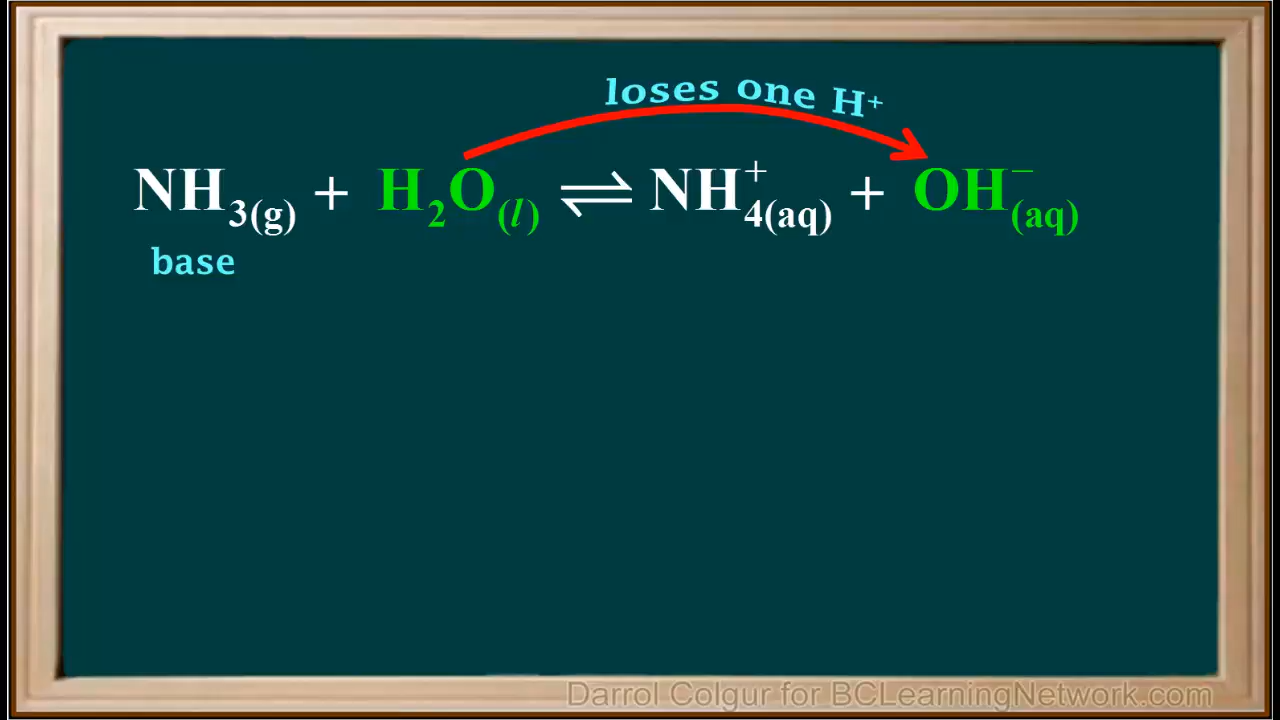 loses one H⁺
NH₃(g) + H₂O(l) ⇌ NH₄⁺(aq) + OH⁻(aq)
base
Darrol Colgur for BCLearningNetwork.com